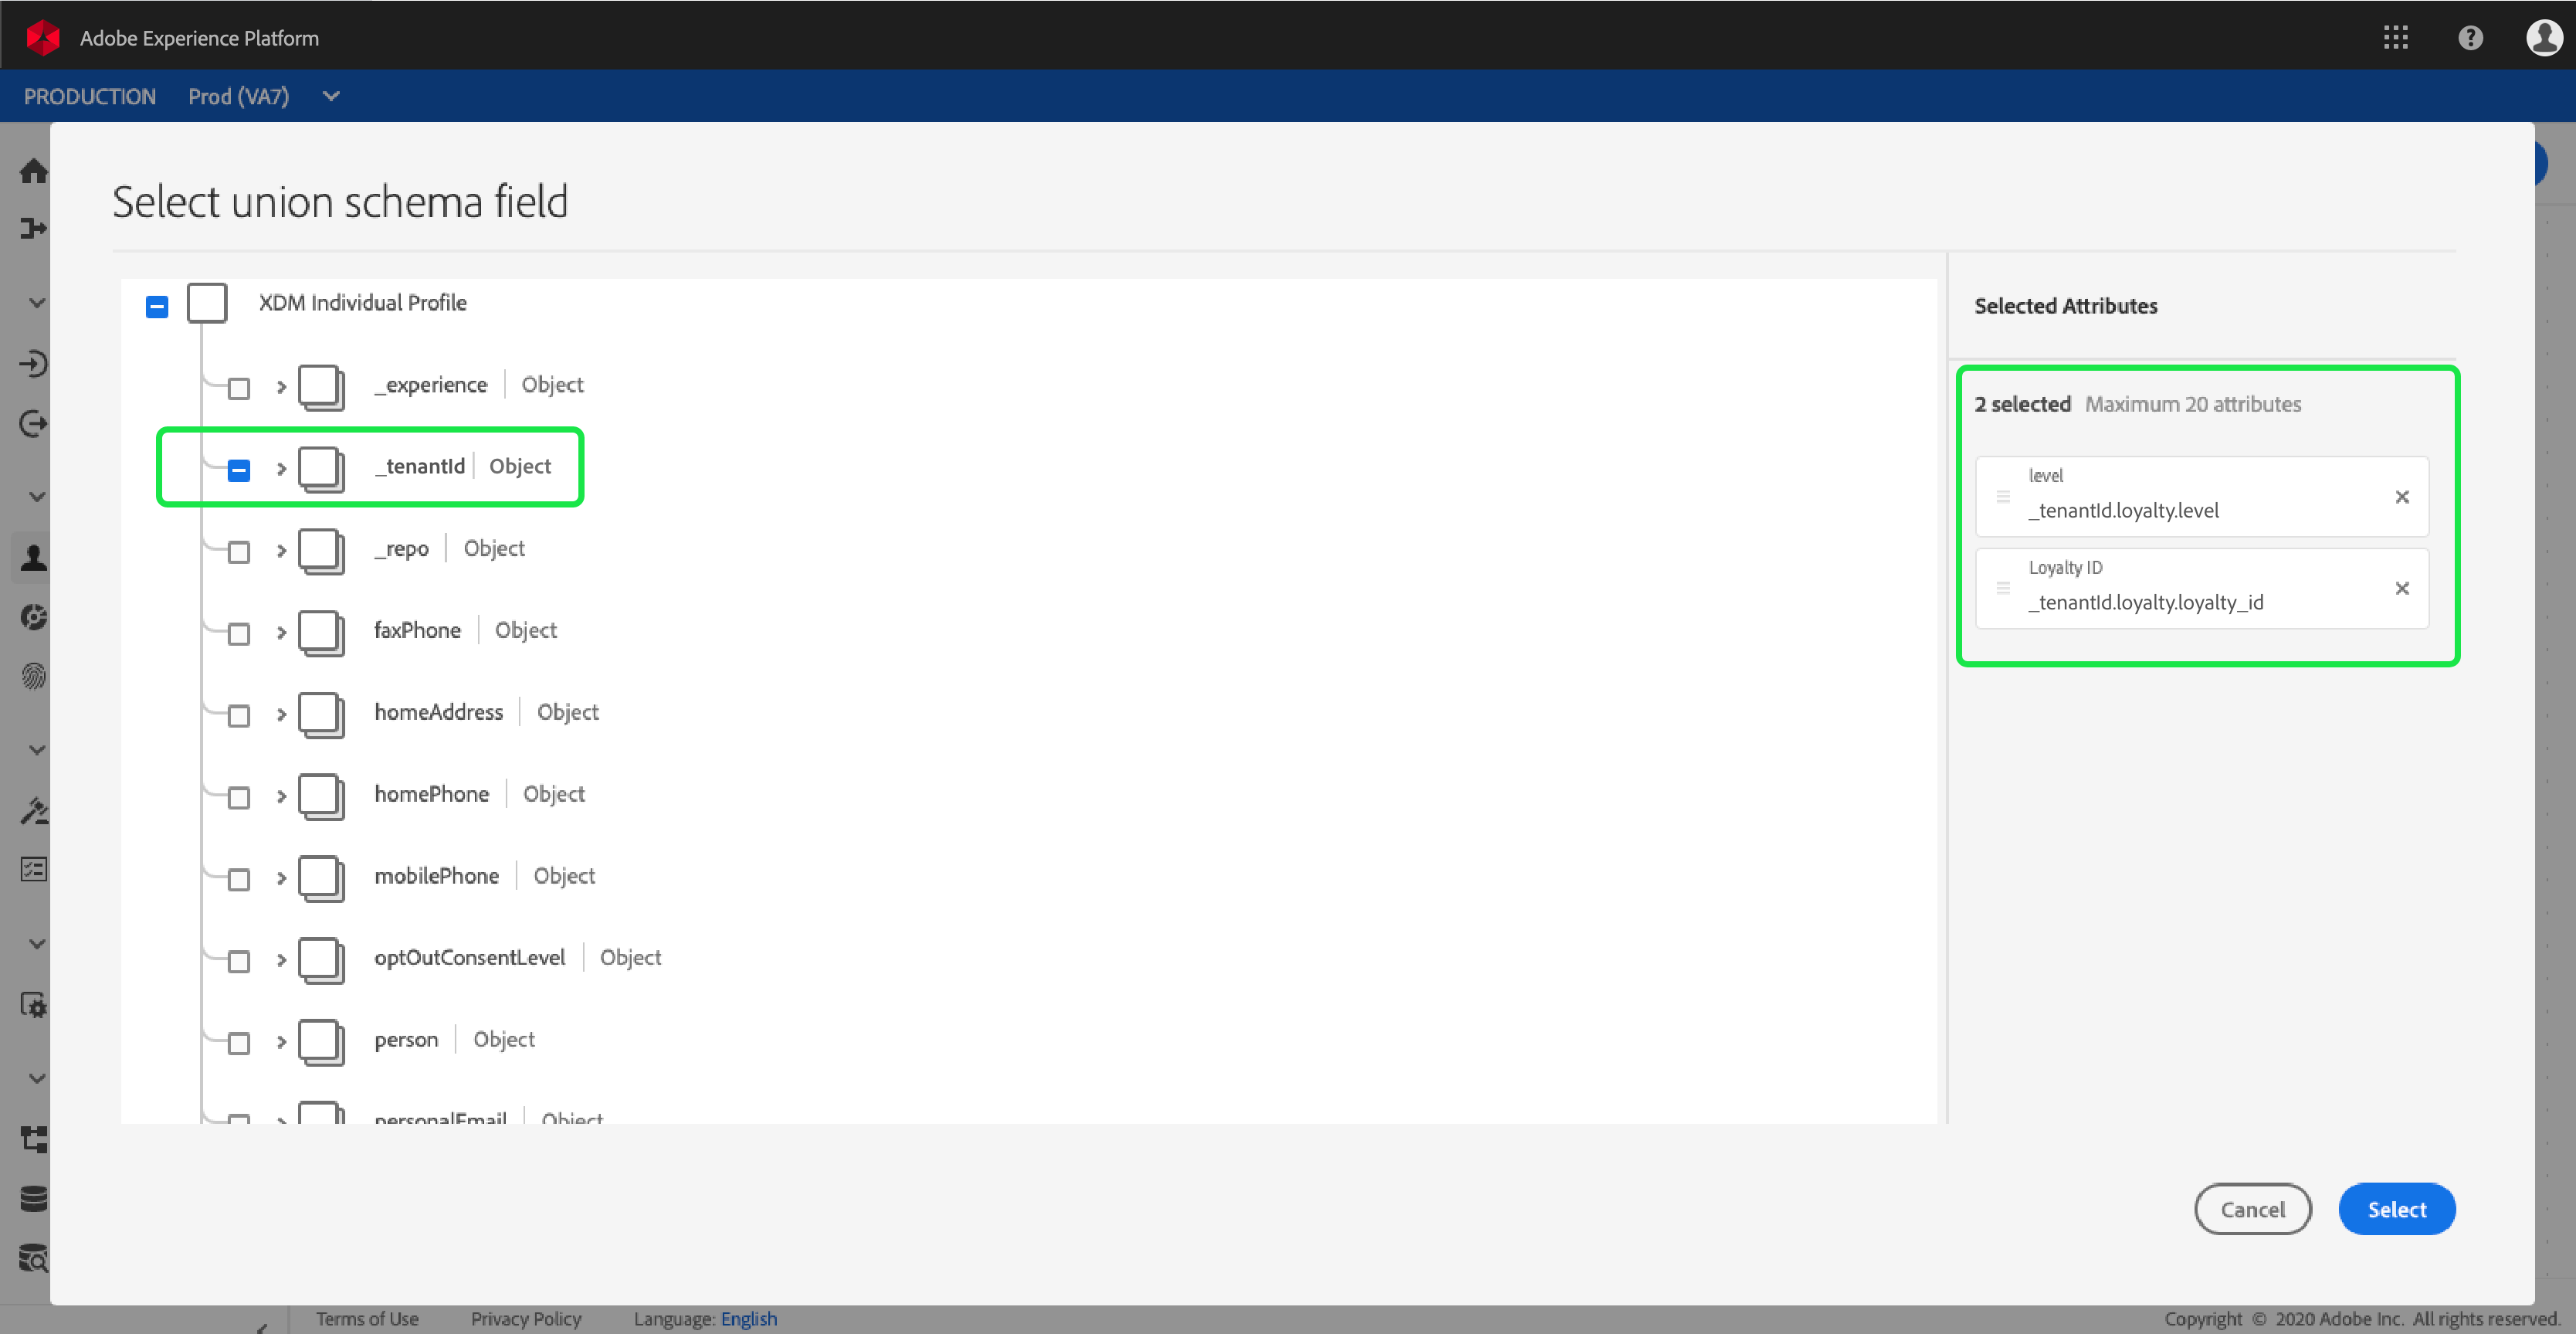 Adobe Experience Platform
PRODUCTION Prod (VA7)
Select union schema field
XDM Individual Profile
_experience Object
_tenantId Object
_repo Object
faxPhone Object
homeAddress Object
homePhone Object
mobilePhone Object
optOutConsentLevel Object
person Object
personalEmail Object
Selected Attributes
2 selected Maximum 20 attributes
level
_tenantId.loyalty.level
Loyalty ID
_tenantId.loyalty.loyalty_id
Cancel Select
Terms of Use Privacy Policy Language: English
Copyright © 2020 Adobe Inc. All rights reserved.